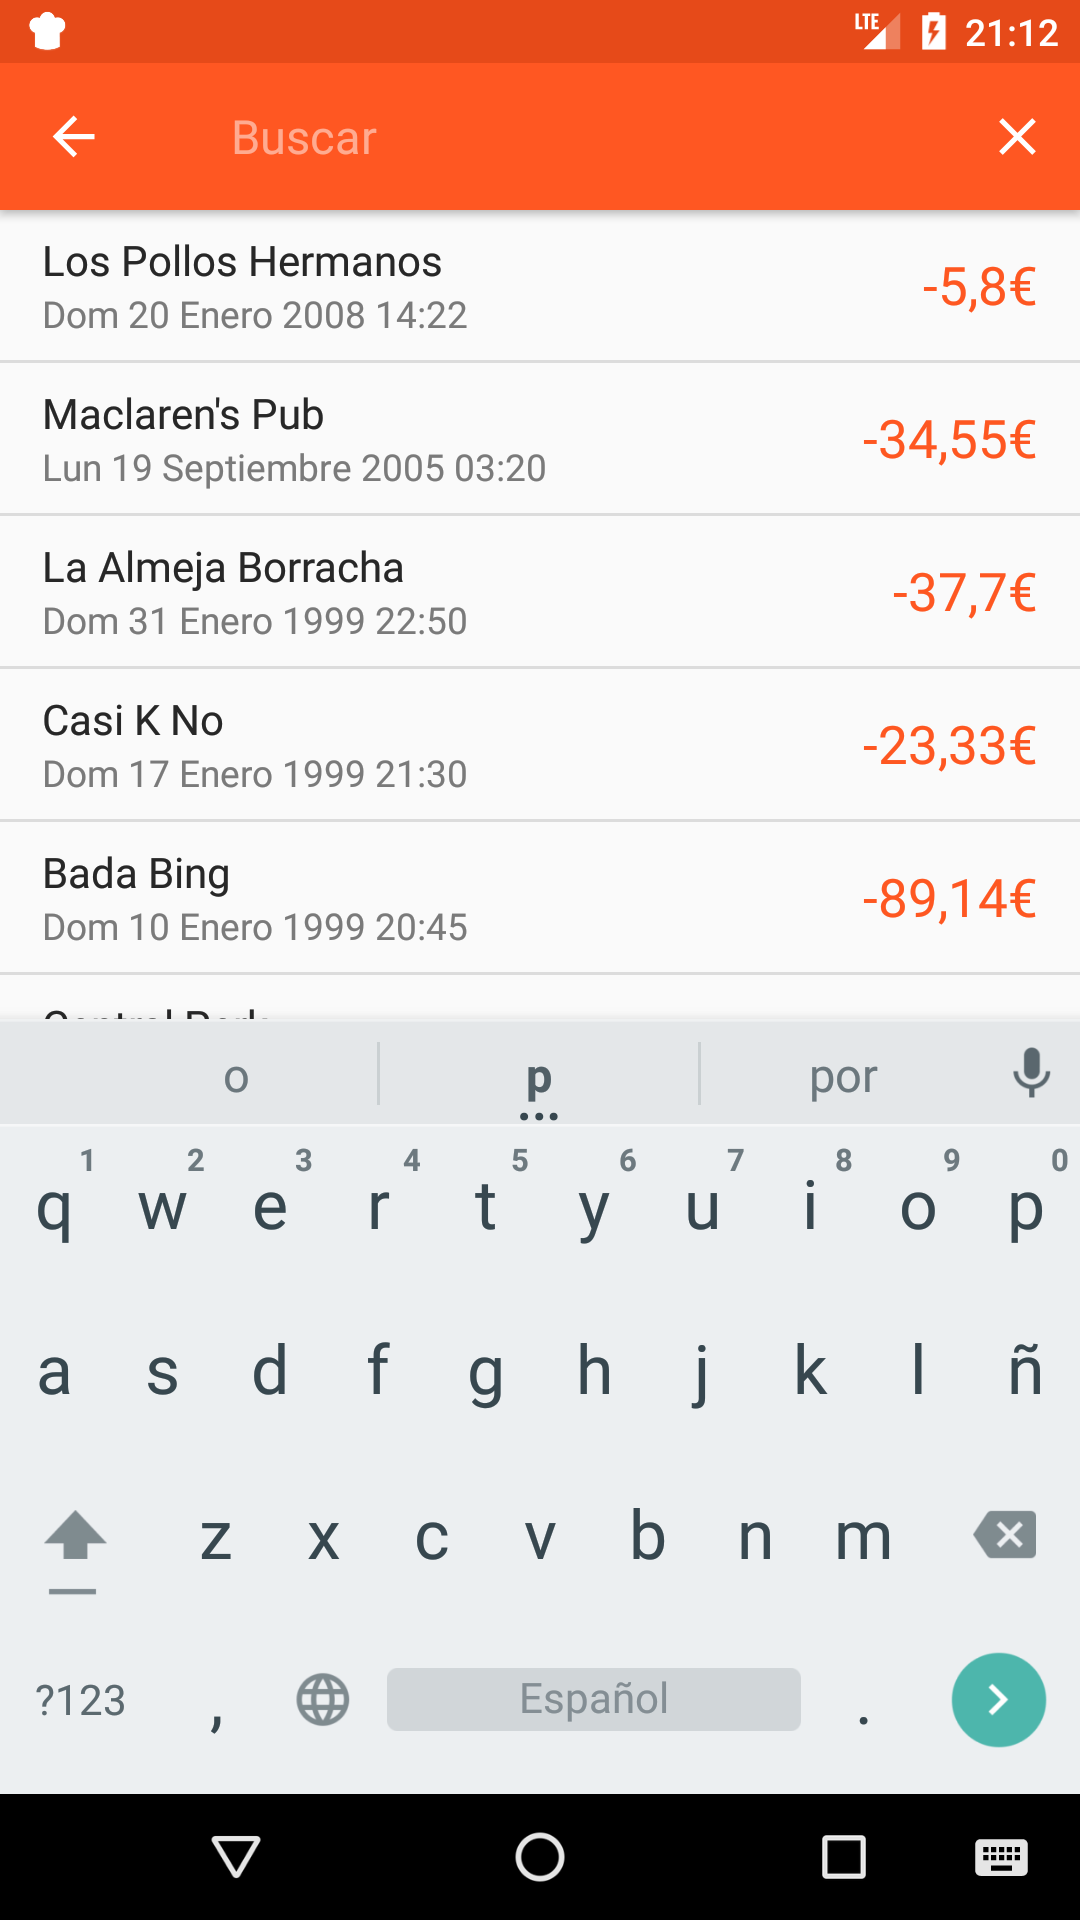 LTE 21:12
Buscar
Los Pollos Hermanos
Dom 20 Enero 2008 14:22
-5,8€
Maclaren's Pub
Lun 19 Septiembre 2005 03:20
-34,55€
La Almeja Borracha
Dom 31 Enero 1999 22:50
-37,7€
Casi K No
Dom 17 Enero 1999 21:30
-23,33€
Bada Bing
Dom 10 Enero 1999 20:45
-89,14€
o p por
1 2 3 4 5 6 7 8 9 0
q w e r t y u i o p
a s d f g h j k l ñ
z x c v b n m
?123 , Español .